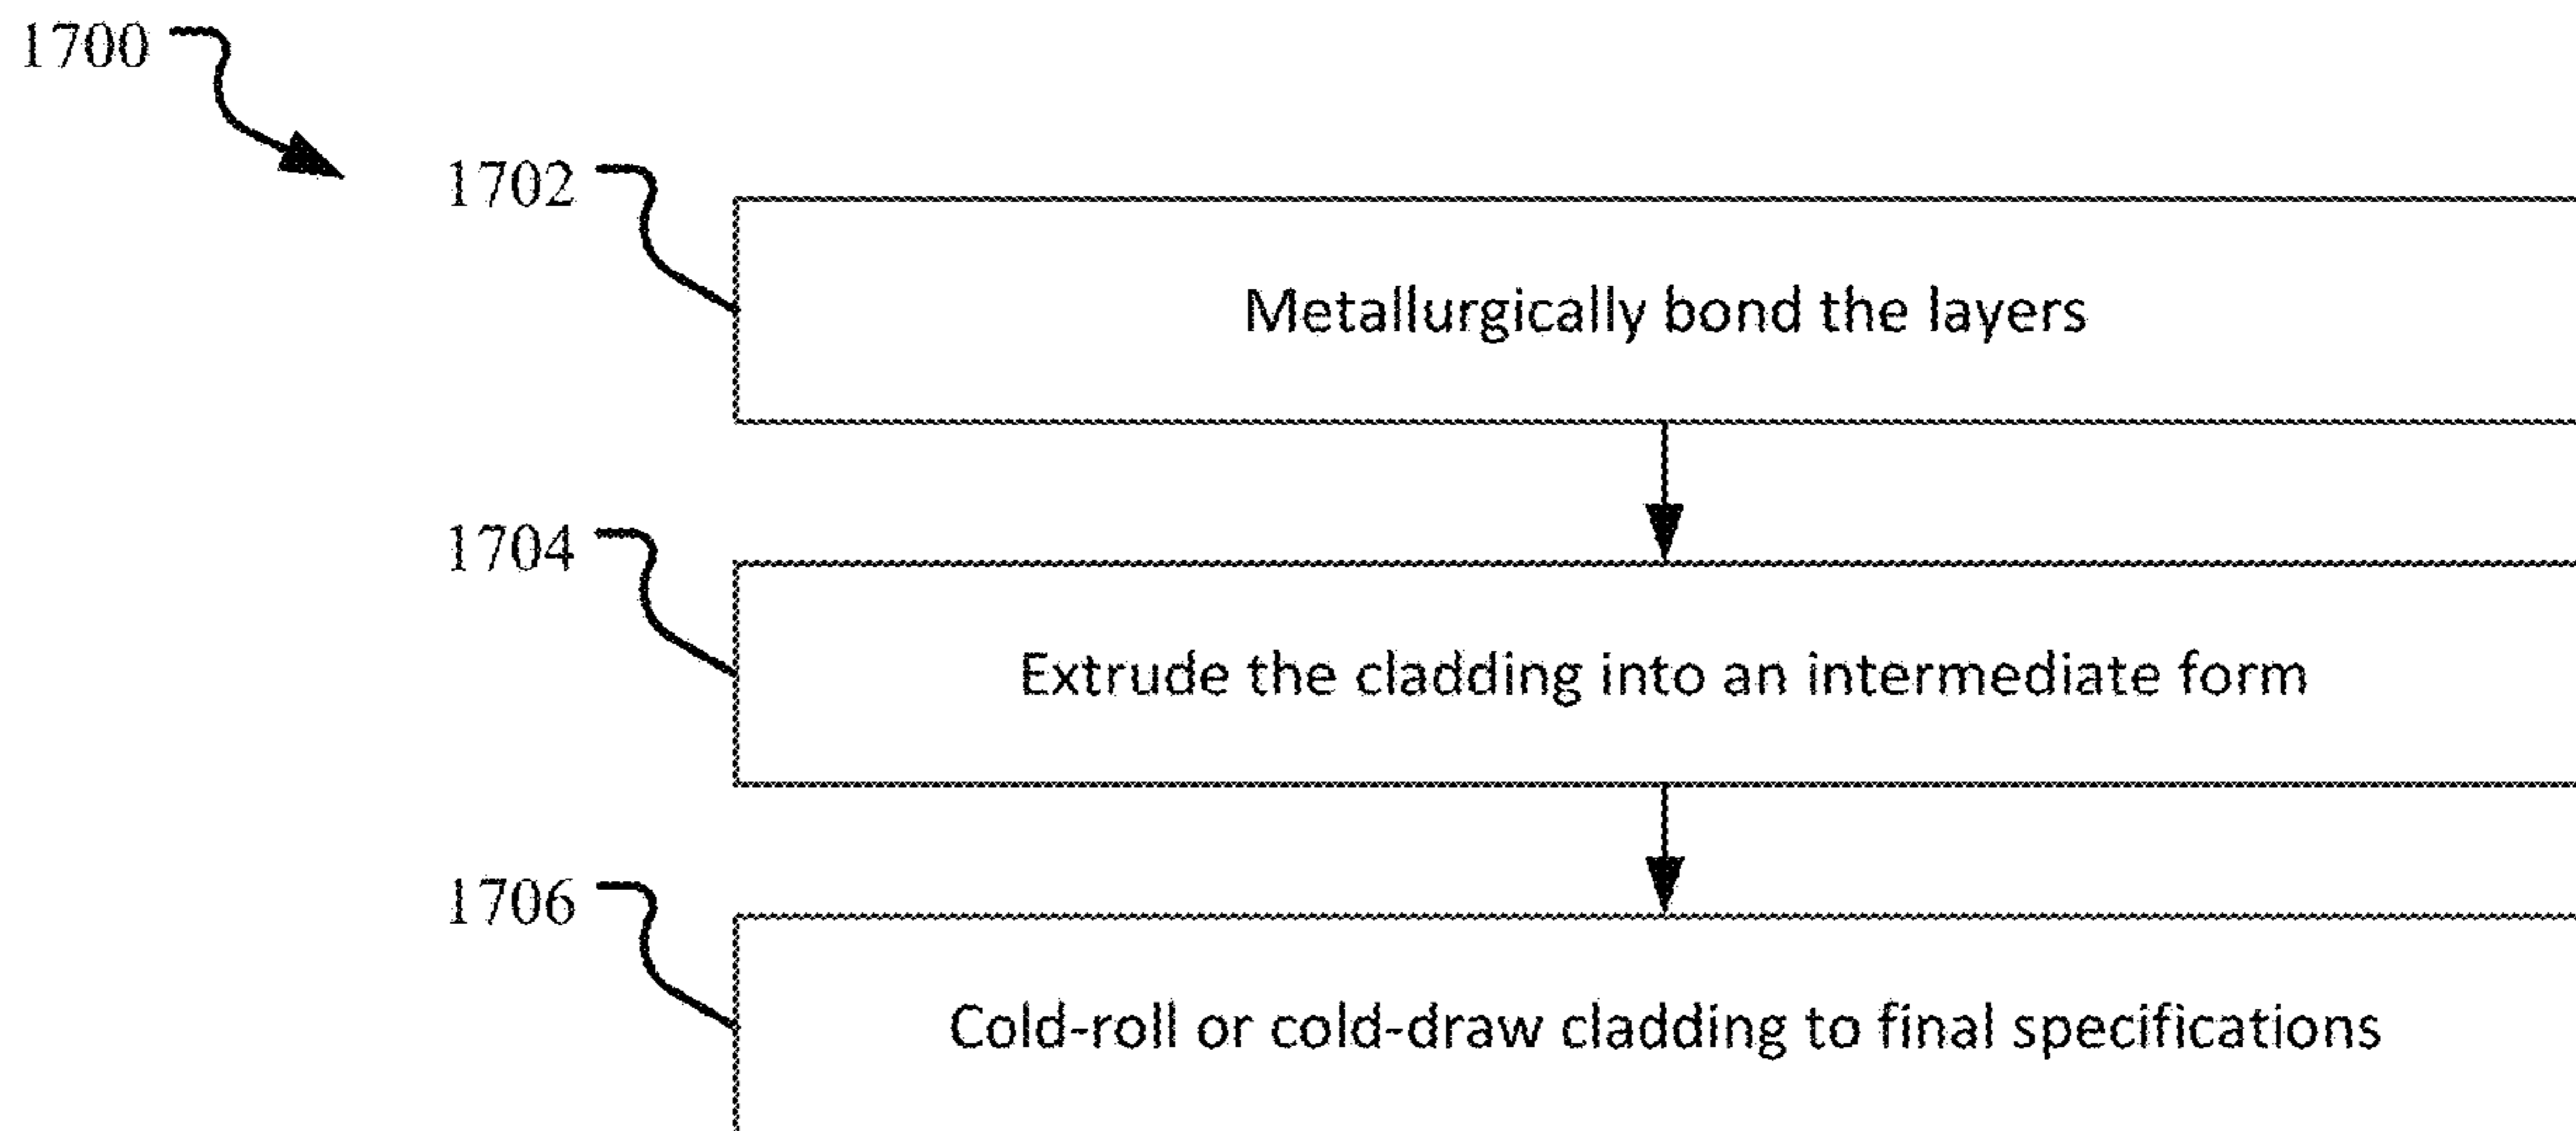 1700
1702
Metallurgically bond the layers
1704
Extrude the cladding into an intermediate form
1706
Cold-roll or cold-draw cladding to final specifications